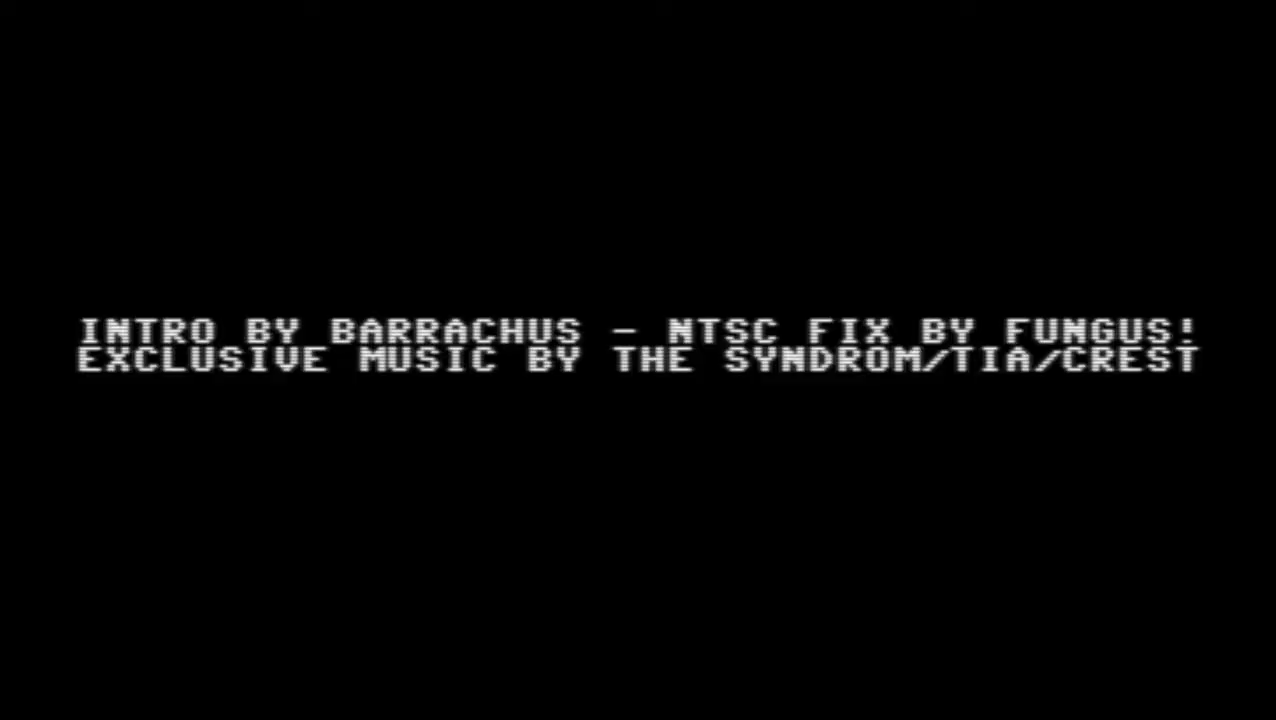 INTRO BY BARRACHUS - NTSC FIX BY FUNGUS!
EXCLUSIVE MUSIC BY THE SYNDROM/TIA/CREST